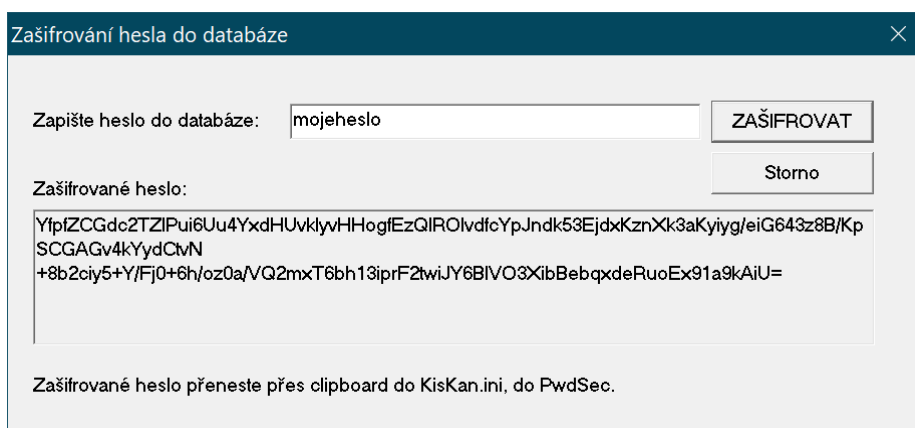 Zašifrování hesla do databáze
Zapište heslo do databáze: mojeheslo ZAŠIFROVAT
Storno
Zašifrované heslo:
YfpfZCGdc2TZlPui6Uu4YxdHUvklyvHHogfEzQIROlvdfcYpJndk53EjdxKznXk3aKyiyg/eiG643z8B/Kp
SCGAGv4kYydCtvN
+8b2ciy5+Y/Fj0+6h/oz0a/VQ2mxT6bh13iprF2twiJY6BlVO3XibBebqxdeRuoEx91a9kAiU=
Zašifrované heslo přeneste přes clipboard do KisKan.ini, do PwdSec.